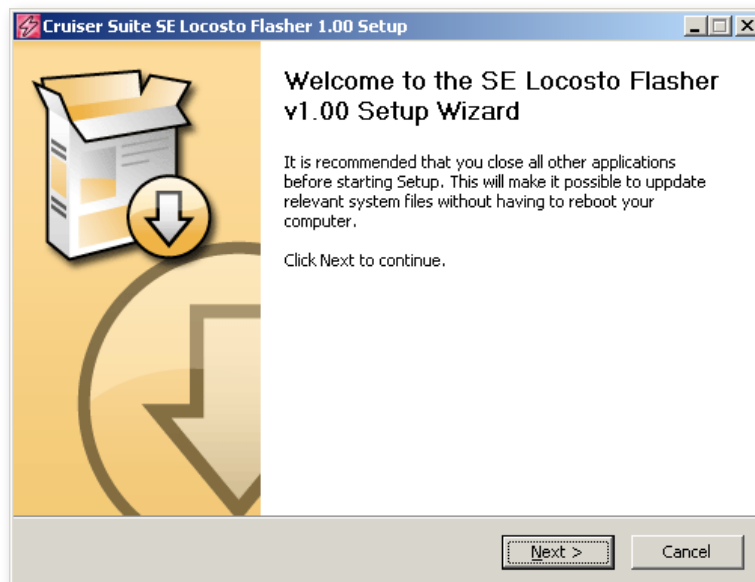 Cruiser Suite SE Locosto Flasher 1.00 Setup
Welcome to the SE Locosto Flasher
v1.00 Setup Wizard
It is recommended that you close all other applications
before starting Setup. This will make it possible to uppdate
relevant system files without having to reboot your
computer.
Click Next to continue.
Next >
Cancel